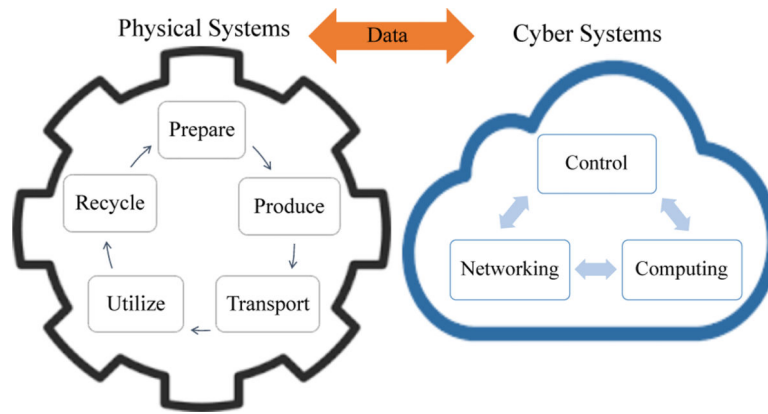 Physical Systems
Data
Cyber Systems
Prepare
Produce
Transport
Utilize
Recycle
Control
Networking
Computing